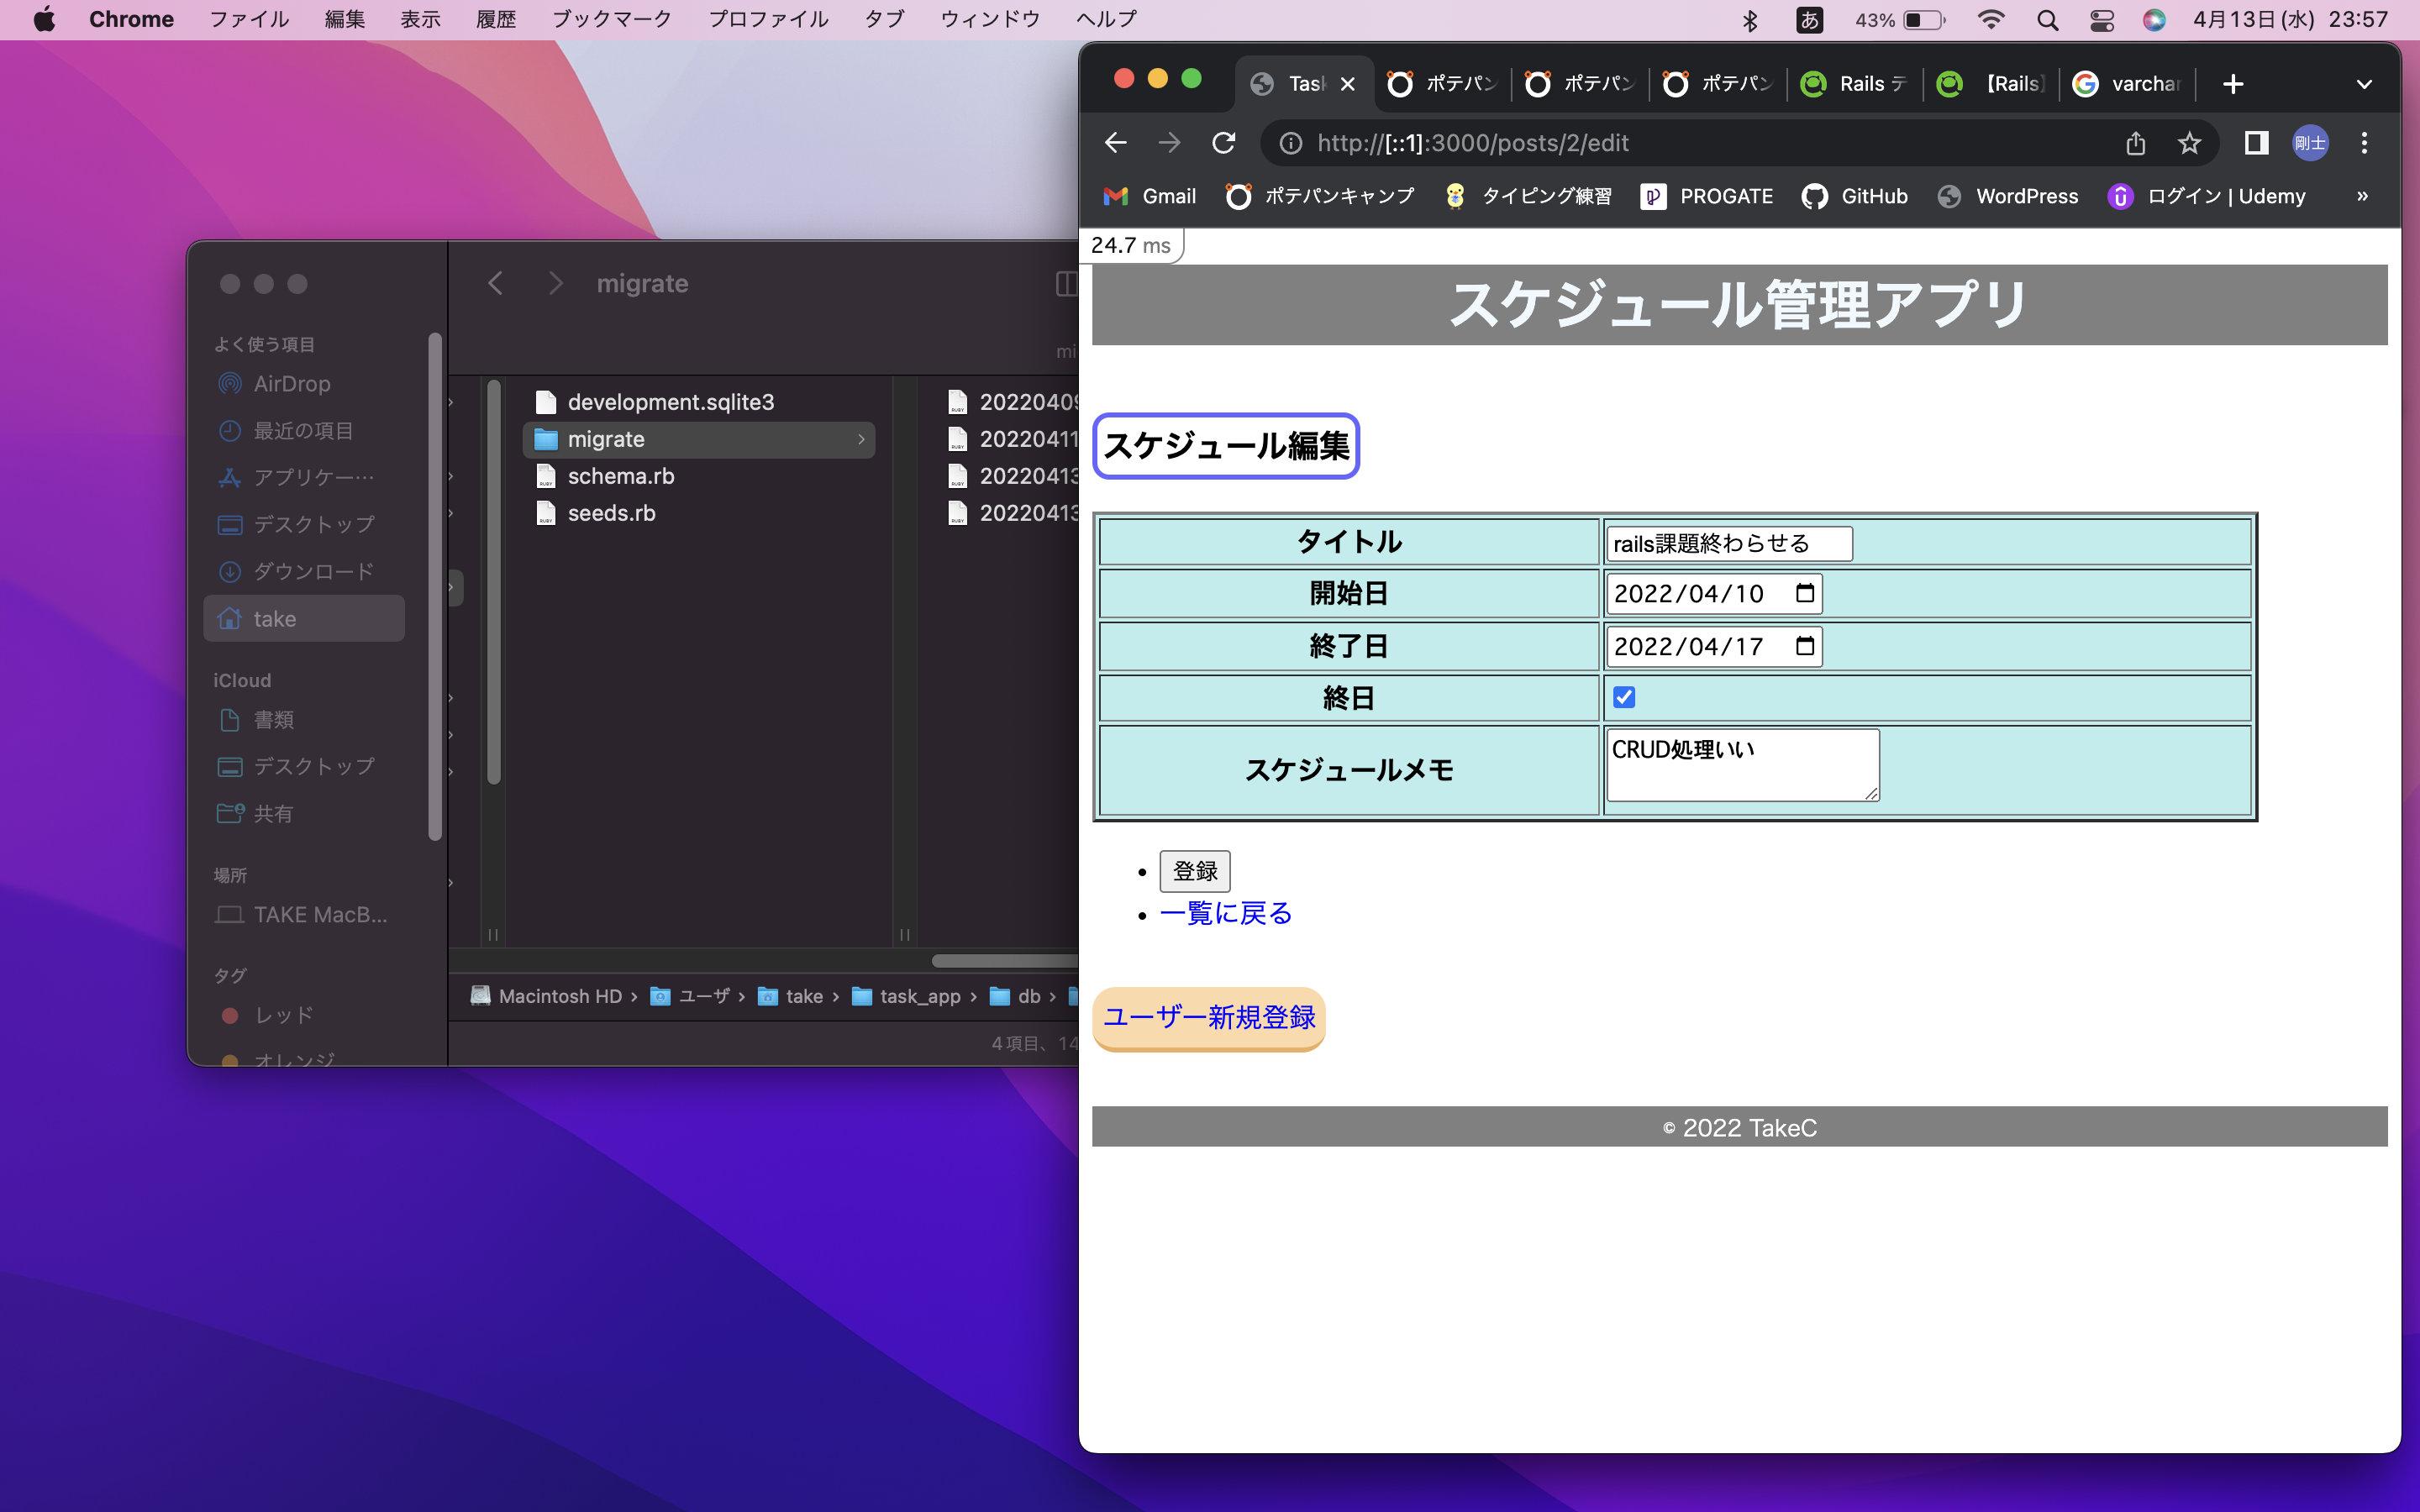 Chrome ファイル 編集 表示 履歴 ブックマーク プロファイル タブ ウィンドウ ヘルプ あ 43% 4月13日(水) 23:57
Task ポテパン ポテパン ポテパン Rails テ 【Rails】 varchar
http://[::1]:3000/posts/2/edit 剛士
Gmail ポテパンキャンプ タイピング練習 PROGATE GitHub WordPress ログイン | Udemy »
24.7 ms
スケジュール管理アプリ
スケジュール編集
タイトル rails課題終わらせる
開始日 2022/04/10
終了日 2022/04/17
終日
スケジュールメモ CRUD処理いい
登録
一覧に戻る
ユーザー新規登録
© 2022 TakeC
migrate
よく使う項目
AirDrop
最近の項目
アプリケー…
デスクトップ
ダウンロード
take
iCloud
書類
デスクトップ
共有
場所
TAKE MacB...
タグ
レッド
オレンジ
development.sqlite3
migrate
schema.rb
seeds.rb
20220409
20220411
20220413
20220413
Macintosh HD › ユーザ › take › task_app › db ›
4項目、14